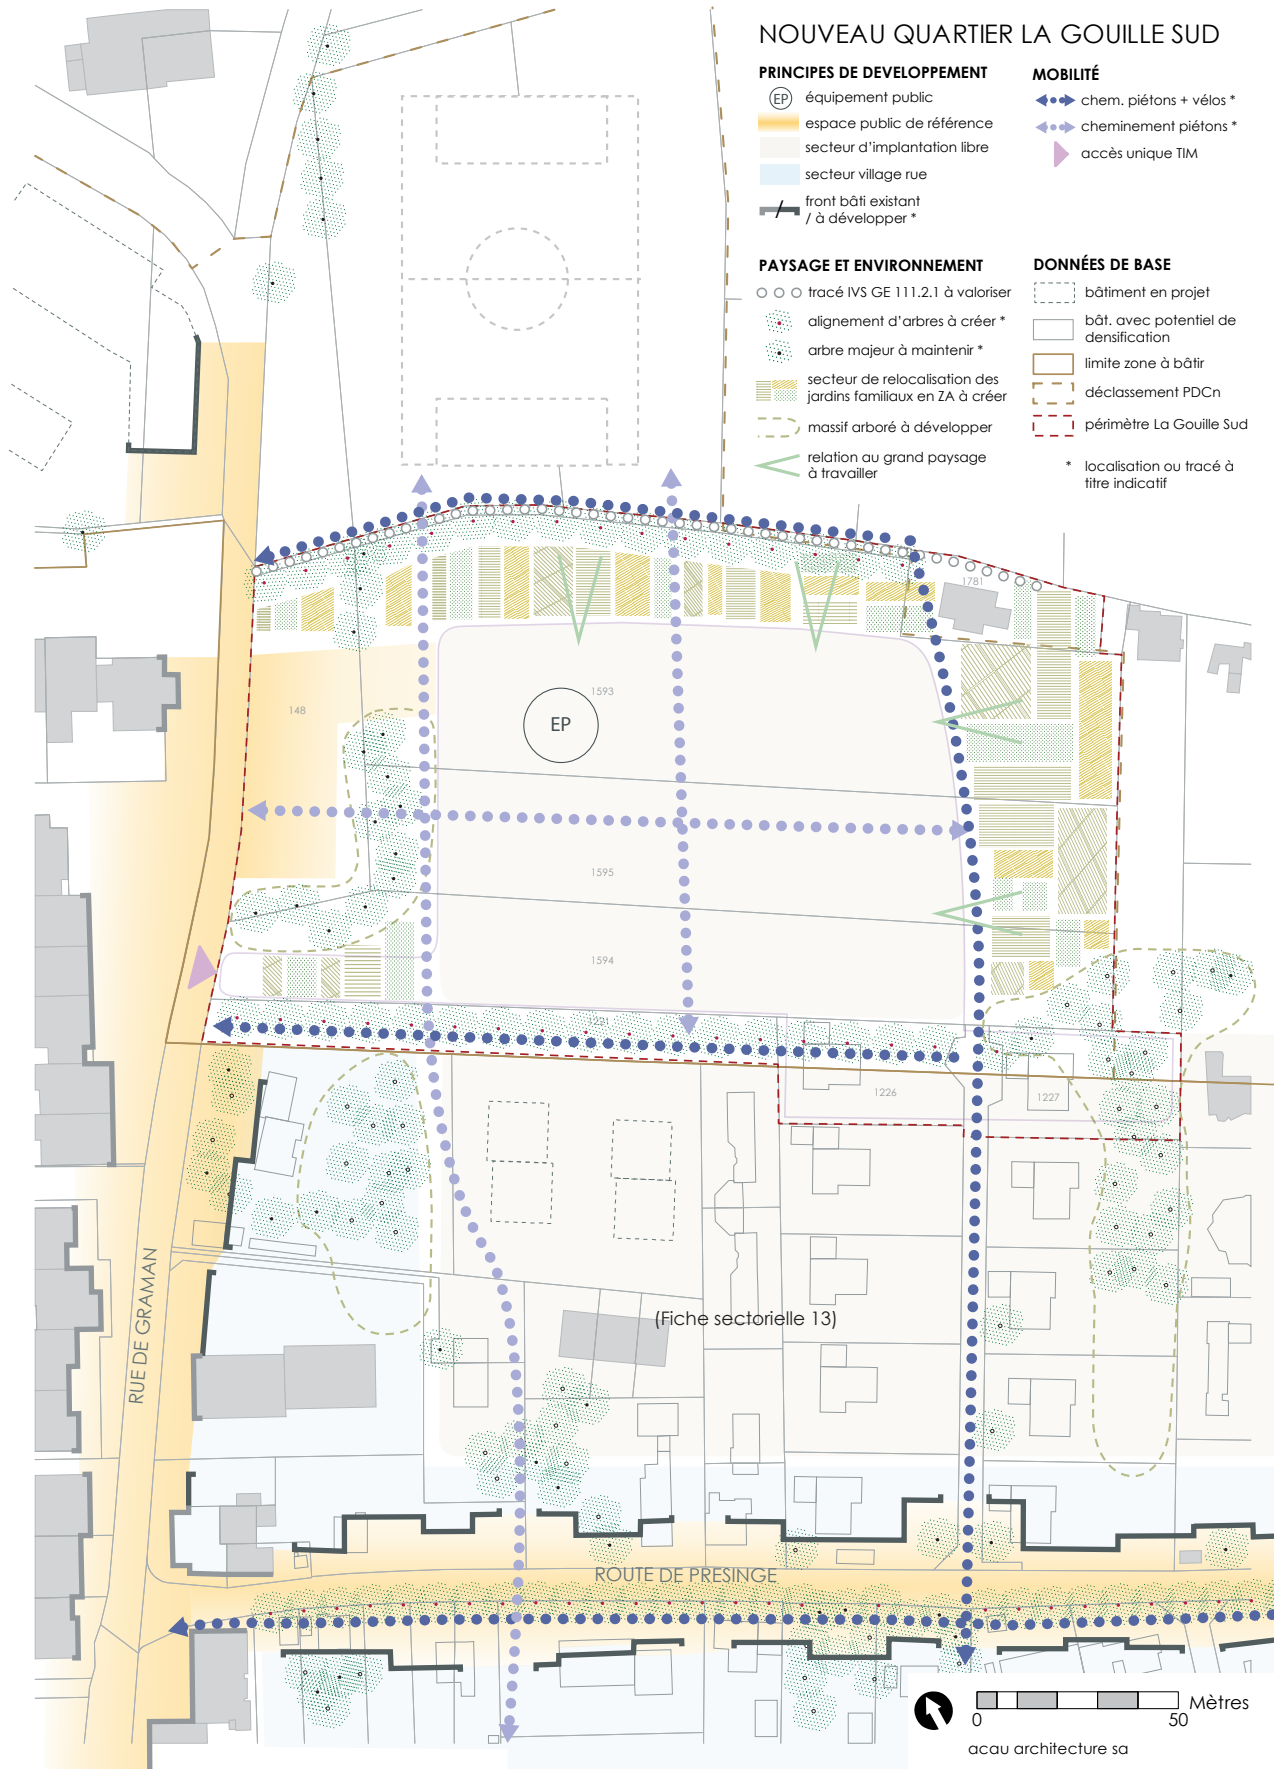 NOUVEAU QUARTIER LA GOUILLE SUD
PRINCIPES DE DEVELOPPEMENT
EP
équipement public
espace public de référence
secteur d'implantation libre
secteur village rue
front bâti existant
/ à développer *
MOBILITÉ
chem. piétons + vélos *
cheminement piétons *
accès unique TIM
PAYSAGE ET ENVIRONNEMENT
tracé IVS GE 111.2.1 à valoriser
alignement d'arbres à créer *
arbre majeur à maintenir *
secteur de relocalisation des
jardins familiaux en ZA à créer
massif arboré à développer
relation au grand paysage
à travailler
DONNÉES DE BASE
bâtiment en projet
bât. avec potentiel de
densification
limite zone à bâtir
déclassement PDCn
périmètre La Gouille Sud
* localisation ou tracé à
titre indicatif
1781
1593
148
EP
1595
1594
1221
1226
1227
RUE DE GRAMAN
(Fiche sectorielle 13)
ROUTE DE PRESINGE
Mètres
0
50
acau architecture sa